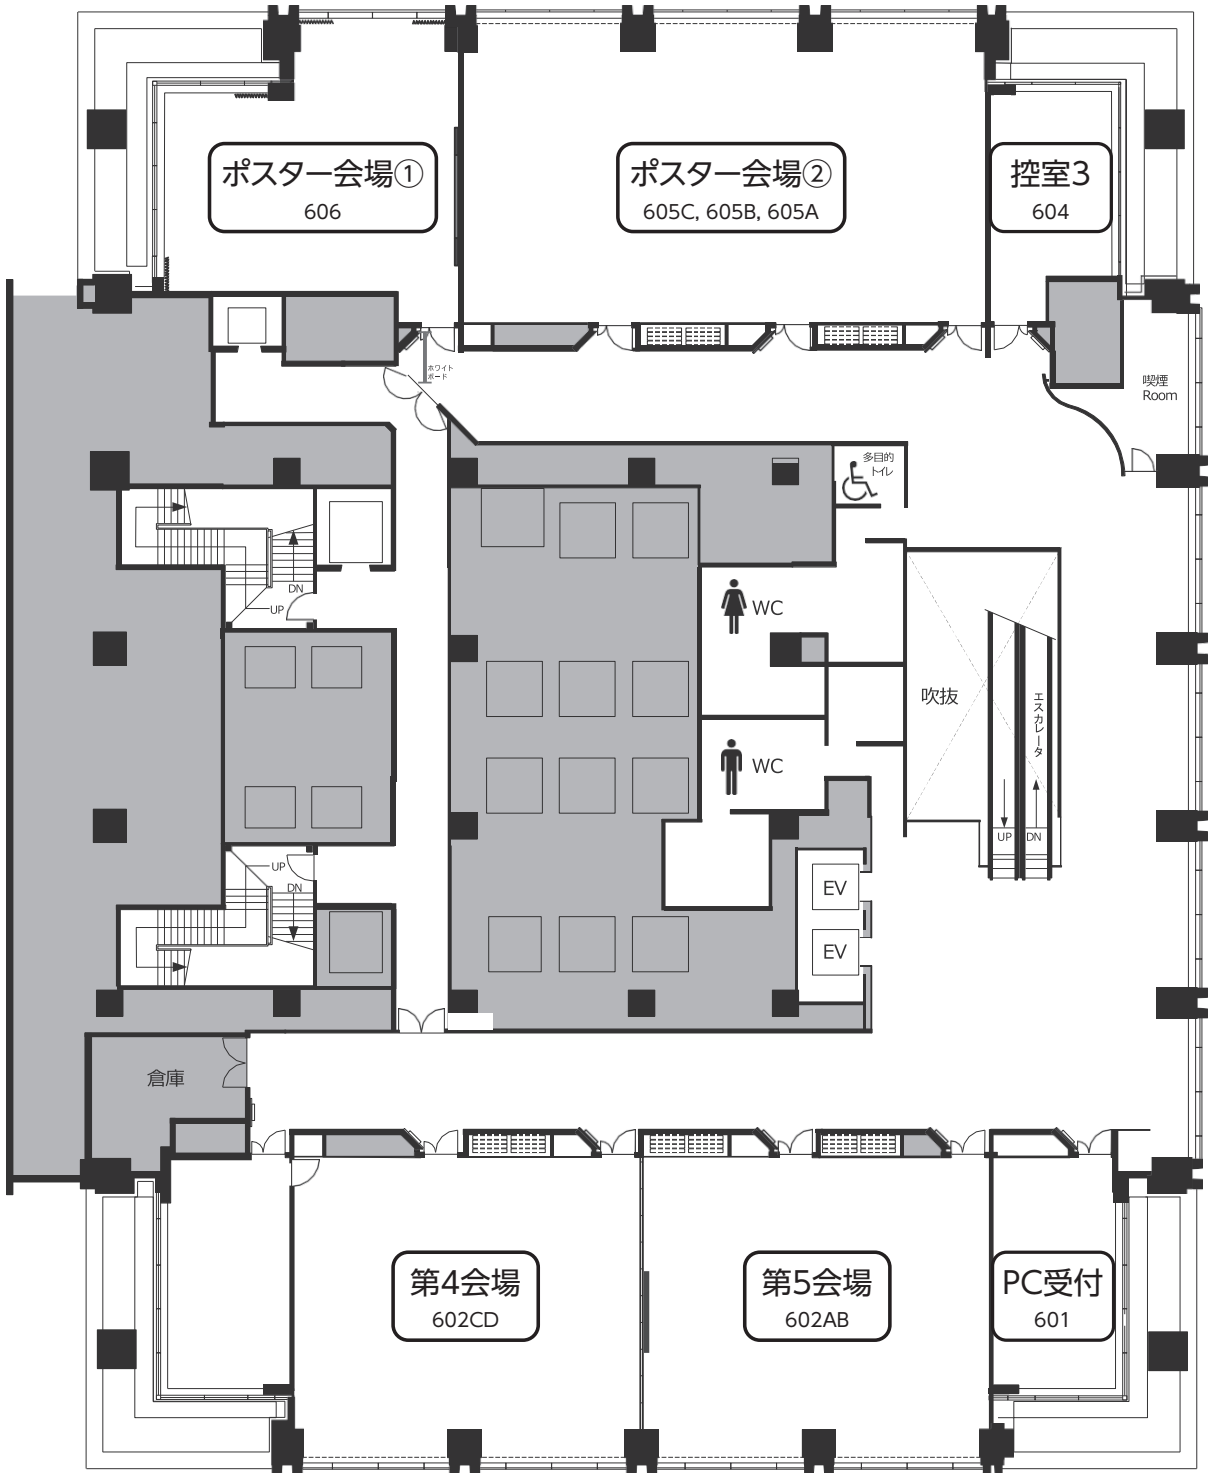 ポスター会場①
606
ポスター会場②
605C, 605B, 605A
控室3
604
ホワイト
ボード
喫煙
Room
多目的
トイレ
DN
UP
WC
吹抜
エスカレータ
WC
UP
DN
UP
DN
EV
EV
倉庫
第4会場
602CD
第5会場
602AB
PC受付
601